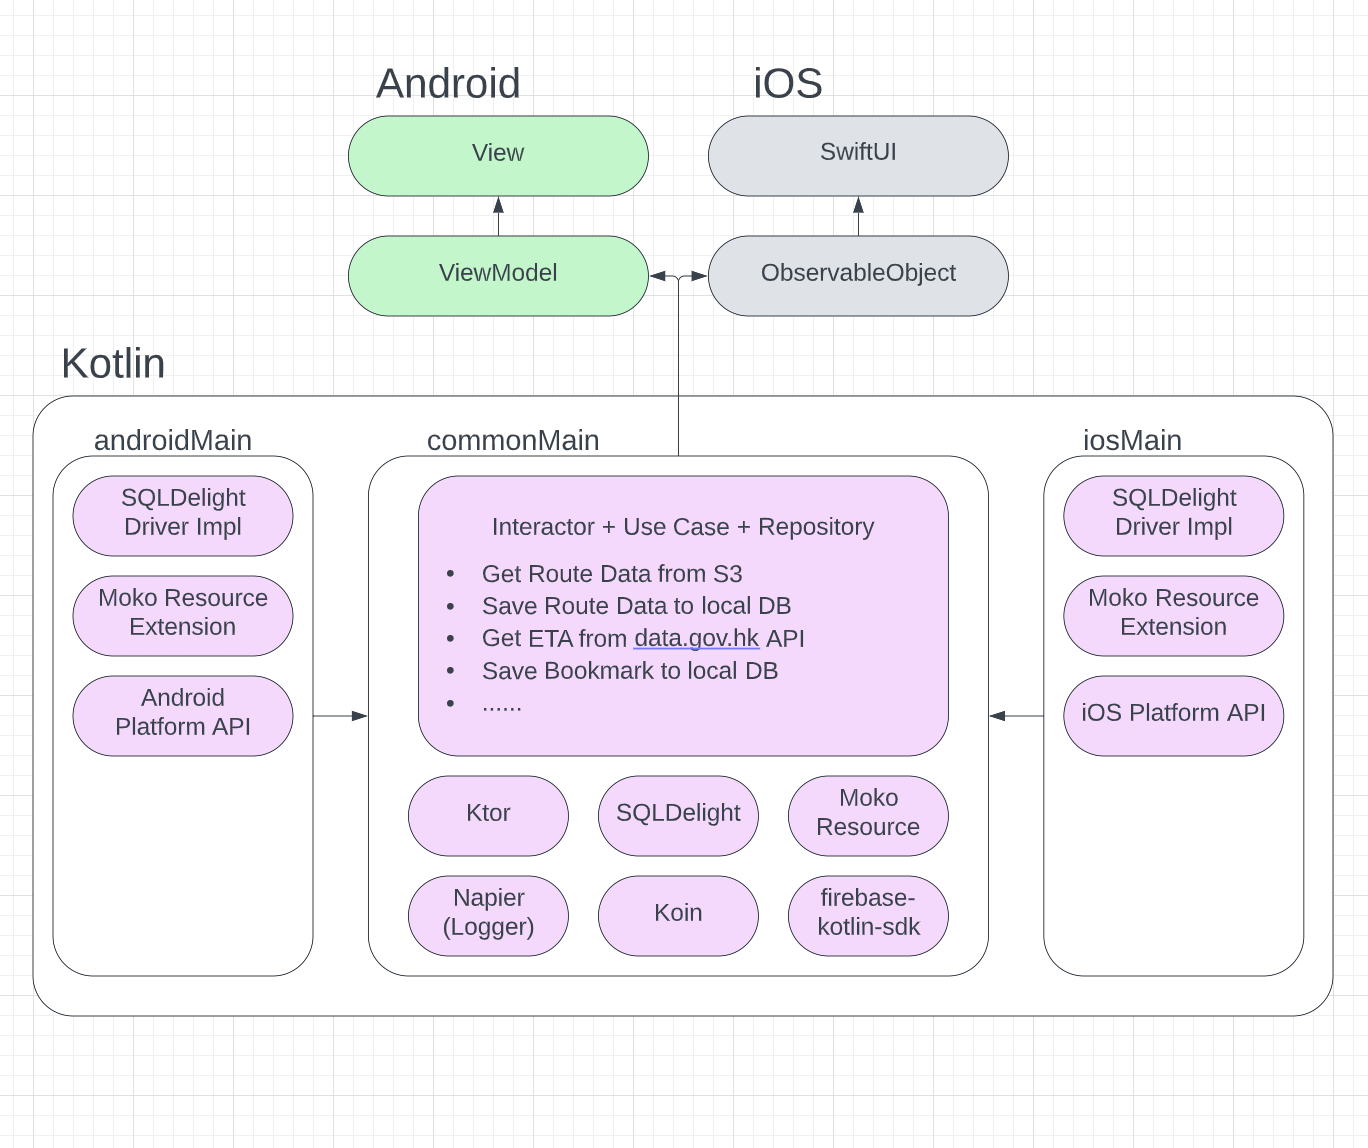 Android
iOS
View
SwiftUI
ViewModel
ObservableObject
Kotlin
androidMain
SQLDelight
Driver Impl
Moko Resource
Extension
Android
Platform API
commonMain
Interactor + Use Case + Repository
• Get Route Data from S3
• Save Route Data to local DB
• Get ETA from data.gov.hk API
• Save Bookmark to local DB
• ......
Ktor
SQLDelight
Moko
Resource
Napier
(Logger)
Koin
firebase-
kotlin-sdk
iosMain
SQLDelight
Driver Impl
Moko Resource
Extension
iOS Platform API